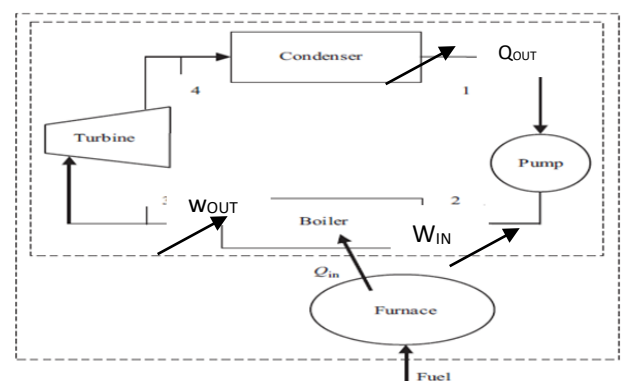 Condenser
QOUT
4
1
Turbine
Pump
wOUT
2
Boiler
WIN
Qin
Furnace
Fuel